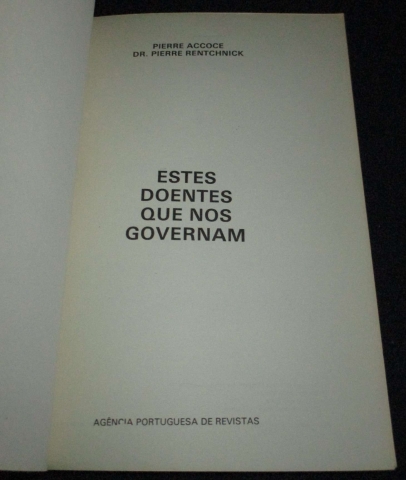 PIERRE ACCOCE
DR. PIERRE RENTCHNICK
ESTES
DOENTES
QUE NOS
GOVERNAM
AGÊNCIA PORTUGUESA DE REVISTAS